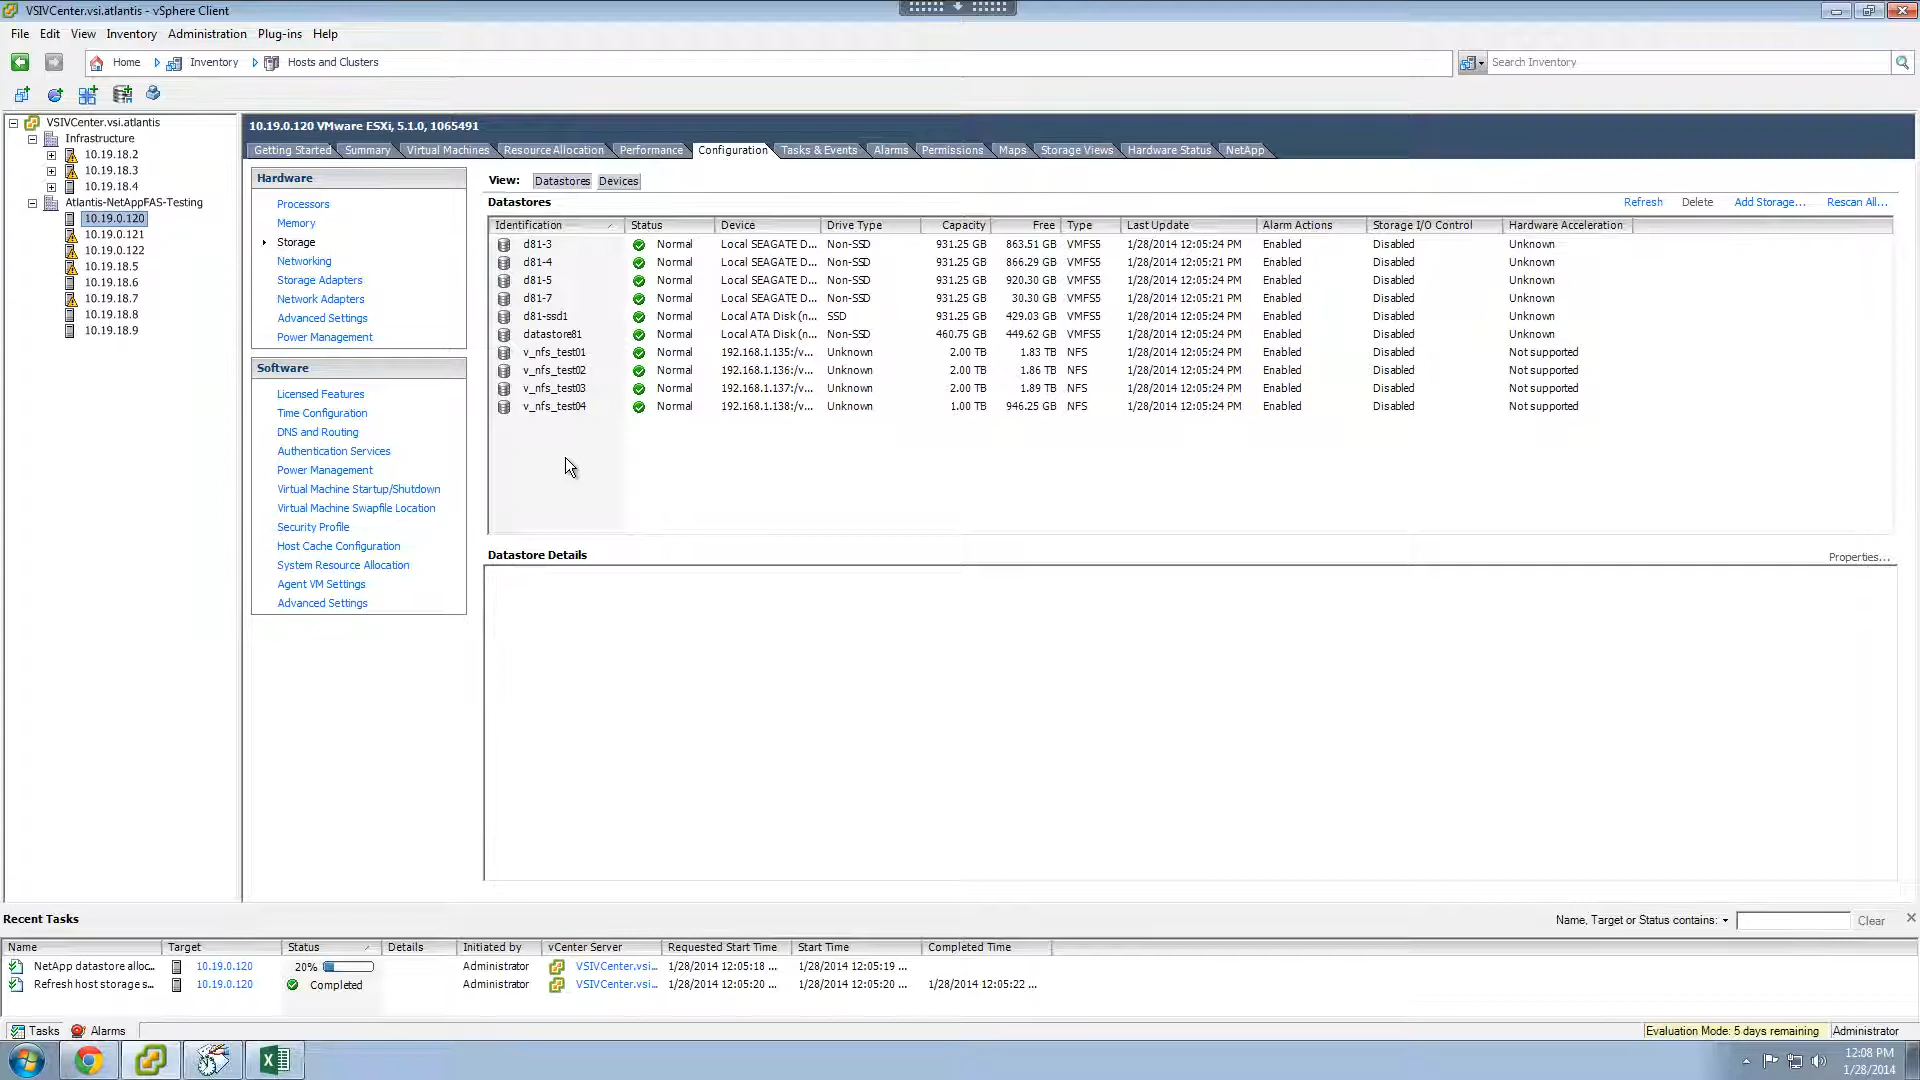 VSIVCenter.vsi.atlantis - vSphere Client
File Edit View Inventory Administration Plug-ins Help
Home Inventory Hosts and Clusters
Search Inventory
VSIVCenter.vsi.atlantis
Infrastructure
10.19.18.2
10.19.18.3
10.19.18.4
Atlantis-NetAppFAS-Testing
10.19.0.120
10.19.0.121
10.19.0.122
10.19.18.5
10.19.18.6
10.19.18.7
10.19.18.8
10.19.18.9
10.19.0.120 VMware ESXi, 5.1.0, 1065491
Getting Started Summary Virtual Machines Resource Allocation Performance Configuration Tasks & Events Alarms Permissions Maps Storage Views Hardware Status NetApp
Hardware
Processors
Memory
Storage
Networking
Storage Adapters
Network Adapters
Advanced Settings
Power Management
Software
Licensed Features
Time Configuration
DNS and Routing
Authentication Services
Power Management
Virtual Machine Startup/Shutdown
Virtual Machine Swapfile Location
Security Profile
Host Cache Configuration
System Resource Allocation
Agent VM Settings
Advanced Settings
View: Datastores Devices
Datastores
Refresh Delete Add Storage... Rescan All...
Identification Status Device Drive Type Capacity Free Type Last Update Alarm Actions Storage I/O Control Hardware Acceleration
d81-3 Normal Local SEAGATE D... Non-SSD 931.25 GB 863.51 GB VMFS5 1/28/2014 12:05:24 PM Enabled Disabled Unknown
d81-4 Normal Local SEAGATE D... Non-SSD 931.25 GB 866.29 GB VMFS5 1/28/2014 12:05:21 PM Enabled Disabled Unknown
d81-5 Normal Local SEAGATE D... Non-SSD 931.25 GB 920.30 GB VMFS5 1/28/2014 12:05:24 PM Enabled Disabled Unknown
d81-7 Normal Local SEAGATE D... Non-SSD 931.25 GB 30.30 GB VMFS5 1/28/2014 12:05:21 PM Enabled Disabled Unknown
d81-ssd1 Normal Local ATA Disk (n... SSD 931.25 GB 429.03 GB VMFS5 1/28/2014 12:05:24 PM Enabled Disabled Unknown
datastore81 Normal Local ATA Disk (n... Non-SSD 460.75 GB 449.62 GB VMFS5 1/28/2014 12:05:24 PM Enabled Disabled Unknown
v_nfs_test01 Normal 192.168.1.135:/v... Unknown 2.00 TB 1.83 TB NFS 1/28/2014 12:05:24 PM Enabled Disabled Not supported
v_nfs_test02 Normal 192.168.1.136:/v... Unknown 2.00 TB 1.86 TB NFS 1/28/2014 12:05:24 PM Enabled Disabled Not supported
v_nfs_test03 Normal 192.168.1.137:/v... Unknown 2.00 TB 1.89 TB NFS 1/28/2014 12:05:24 PM Enabled Disabled Not supported
v_nfs_test04 Normal 192.168.1.138:/v... Unknown 1.00 TB 946.25 GB NFS 1/28/2014 12:05:24 PM Enabled Disabled Not supported
Datastore Details
Properties...
Recent Tasks
Name, Target or Status contains: Clear
Name Target Status Details Initiated by vCenter Server Requested Start Time Start Time Completed Time
NetApp datastore alloc... 10.19.0.120 20% Administrator VSIVCenter.vsi... 1/28/2014 12:05:18 ... 1/28/2014 12:05:19 ...
Refresh host storage s... 10.19.0.120 Completed Administrator VSIVCenter.vsi... 1/28/2014 12:05:20 ... 1/28/2014 12:05:20 ... 1/28/2014 12:05:22 ...
Tasks Alarms
Evaluation Mode: 5 days remaining Administrator
12:08 PM
1/28/2014